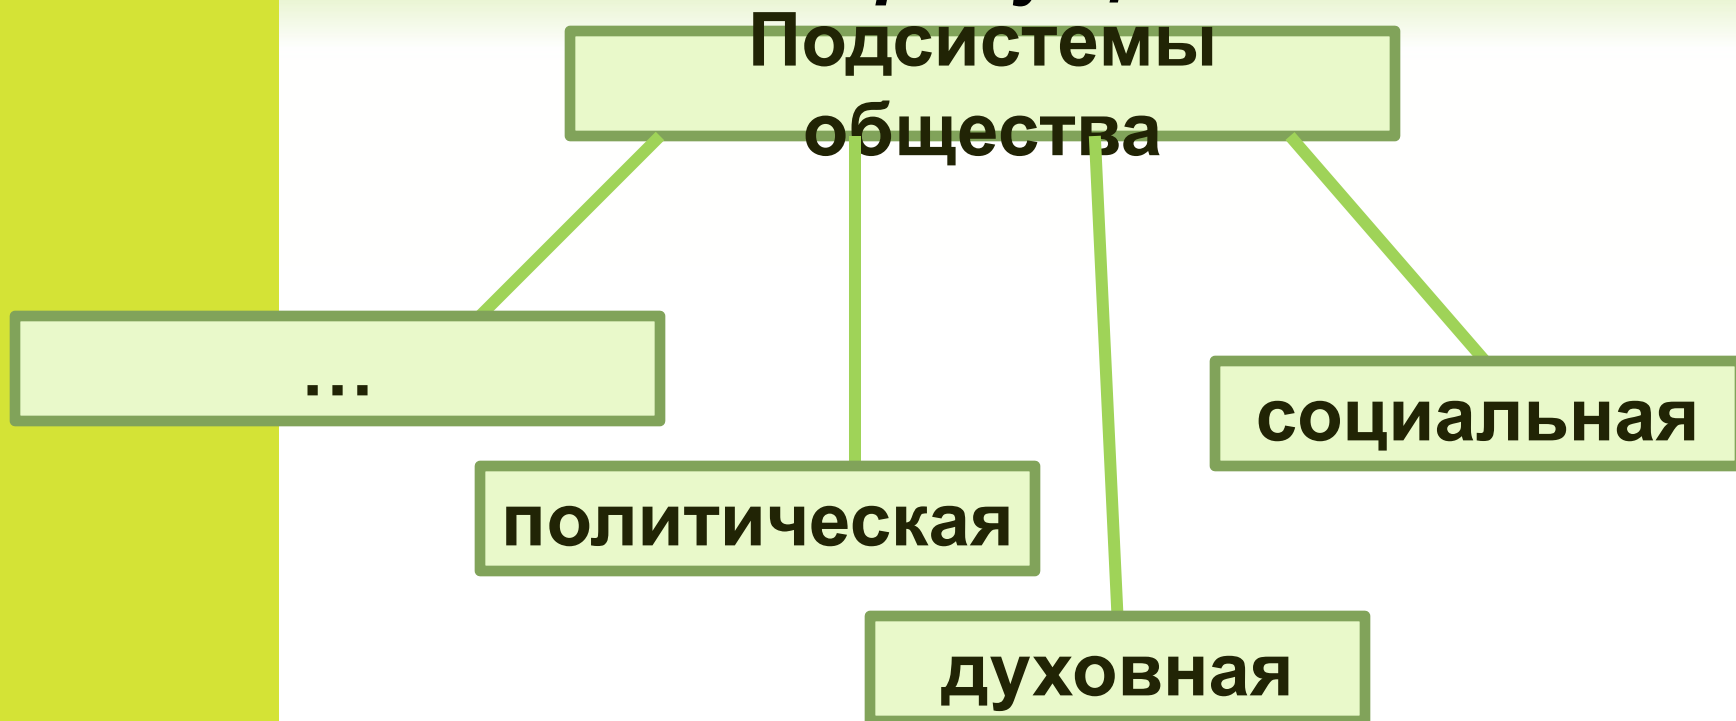 Подсистемы
общества
...
социальная
политическая
духовная